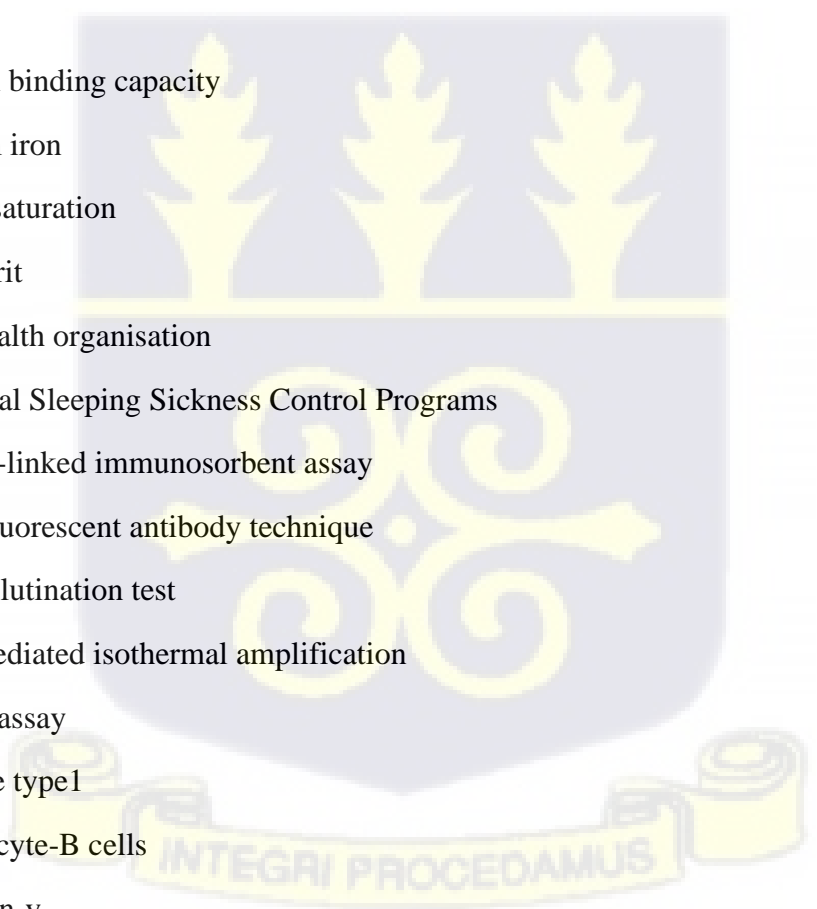 binding capacity
iron
saturation
rit
alth organisation
al Sleeping Sickness Control Programs
-linked immunosorbent assay
uorescent antibody technique
lutination test
ediated isothermal amplification
assay
e type1
cyte-B cells
INTEGRI PROCEDAMUS